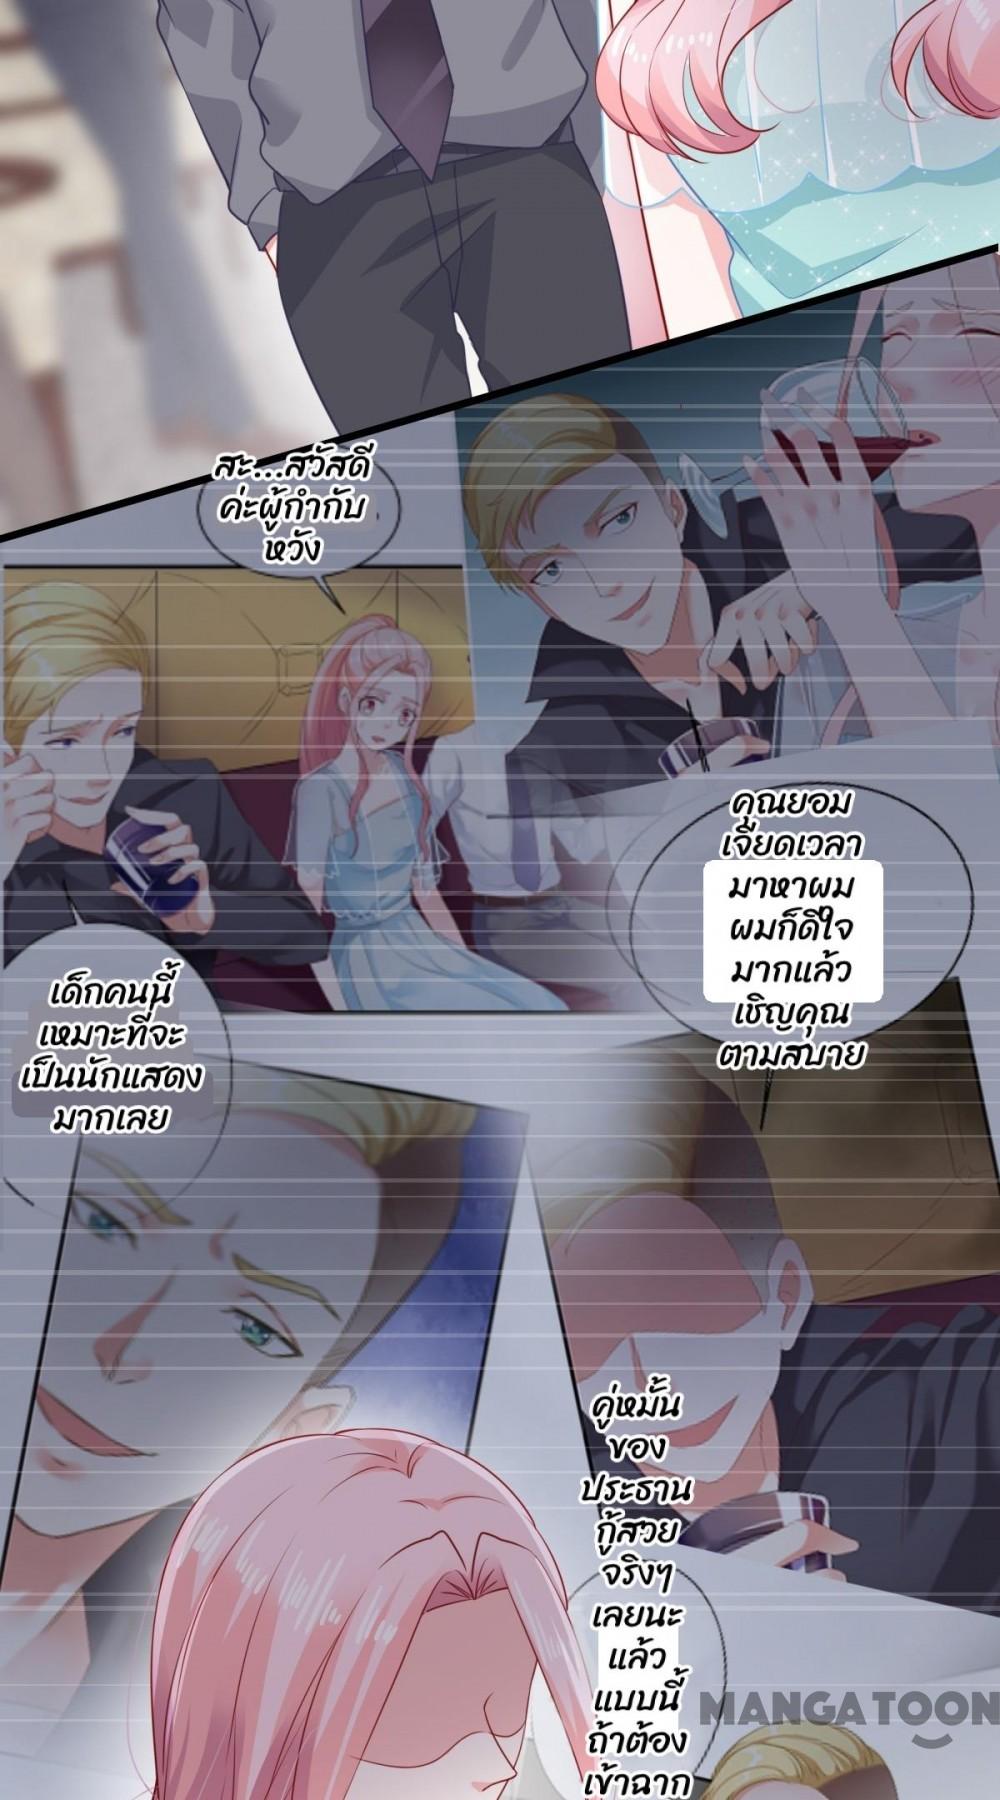 สะ...สวัสดี
ค่ะผู้กำกับ
หวัง
คุณยอม
เจียดเวลา
มาหาผม
ผมก็ดีใจ
มากแล้ว
เชิญคุณ
ตามสบาย
เด็กคนนี้
เหมาะที่จะ
เป็นนักแสดง
มากเลย
คู่หมั้น
ของ
ประธาน
กู้สวย
จริงๆ
เลยนะ
แล้ว
แบบนี้
ถ้าต้อง
เข้าฉาก
MANGATOON